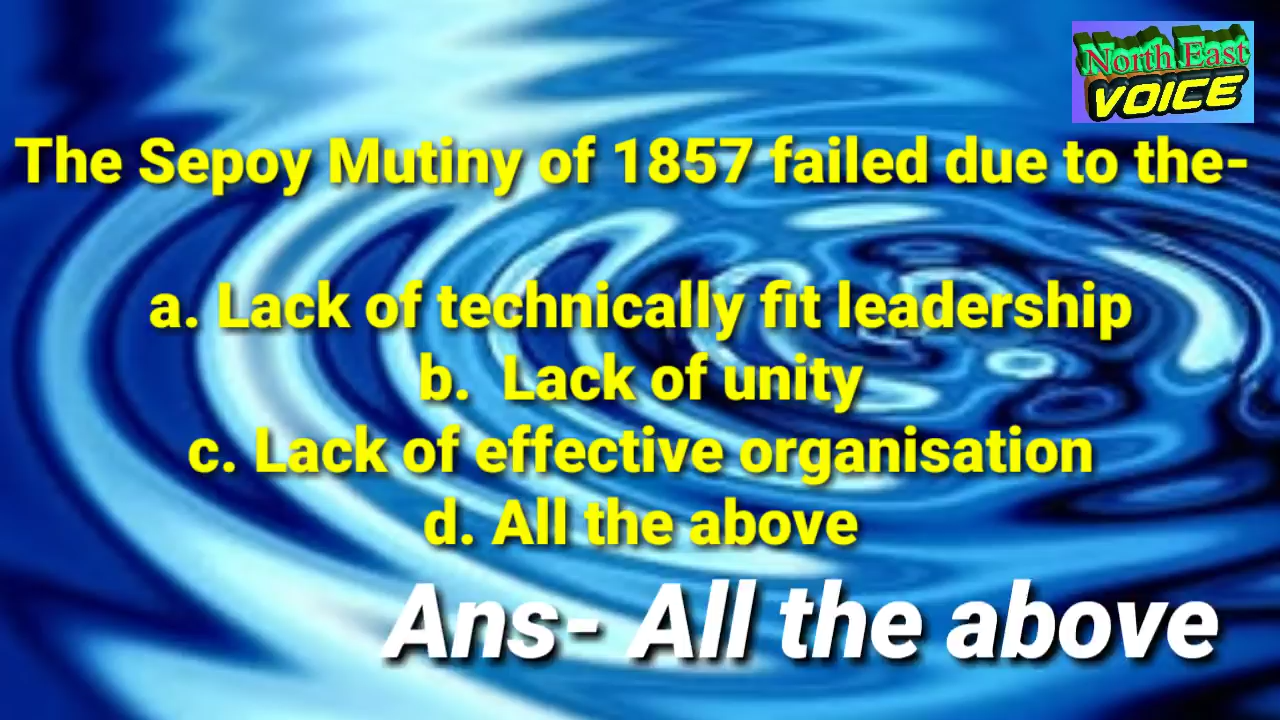 North East
VOICE
The Sepoy Mutiny of 1857 failed due to the-
a. Lack of technically fit leadership
b. Lack of unity
c. Lack of effective organisation
d. All the above
Ans- All the above